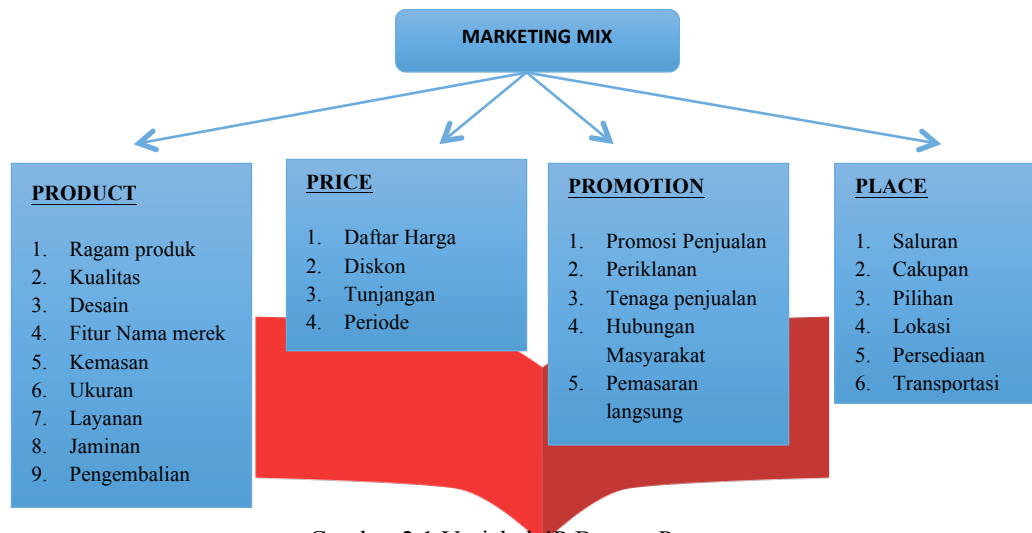 MARKETING MIX
PRODUCT
1. Ragam produk
2. Kualitas
3. Desain
4. Fitur Nama merek
5. Kemasan
6. Ukuran
7. Layanan
8. Jaminan
9. Pengembalian
PRICE
1. Daftar Harga
2. Diskon
3. Tunjangan
4. Periode
PROMOTION
1. Promosi Penjualan
2. Periklanan
3. Tenaga penjualan
4. Hubungan
Masyarakat
5. Pemasaran
langsung
PLACE
1. Saluran
2. Cakupan
3. Pilihan
4. Lokasi
5. Persediaan
6. Transportasi
2.1